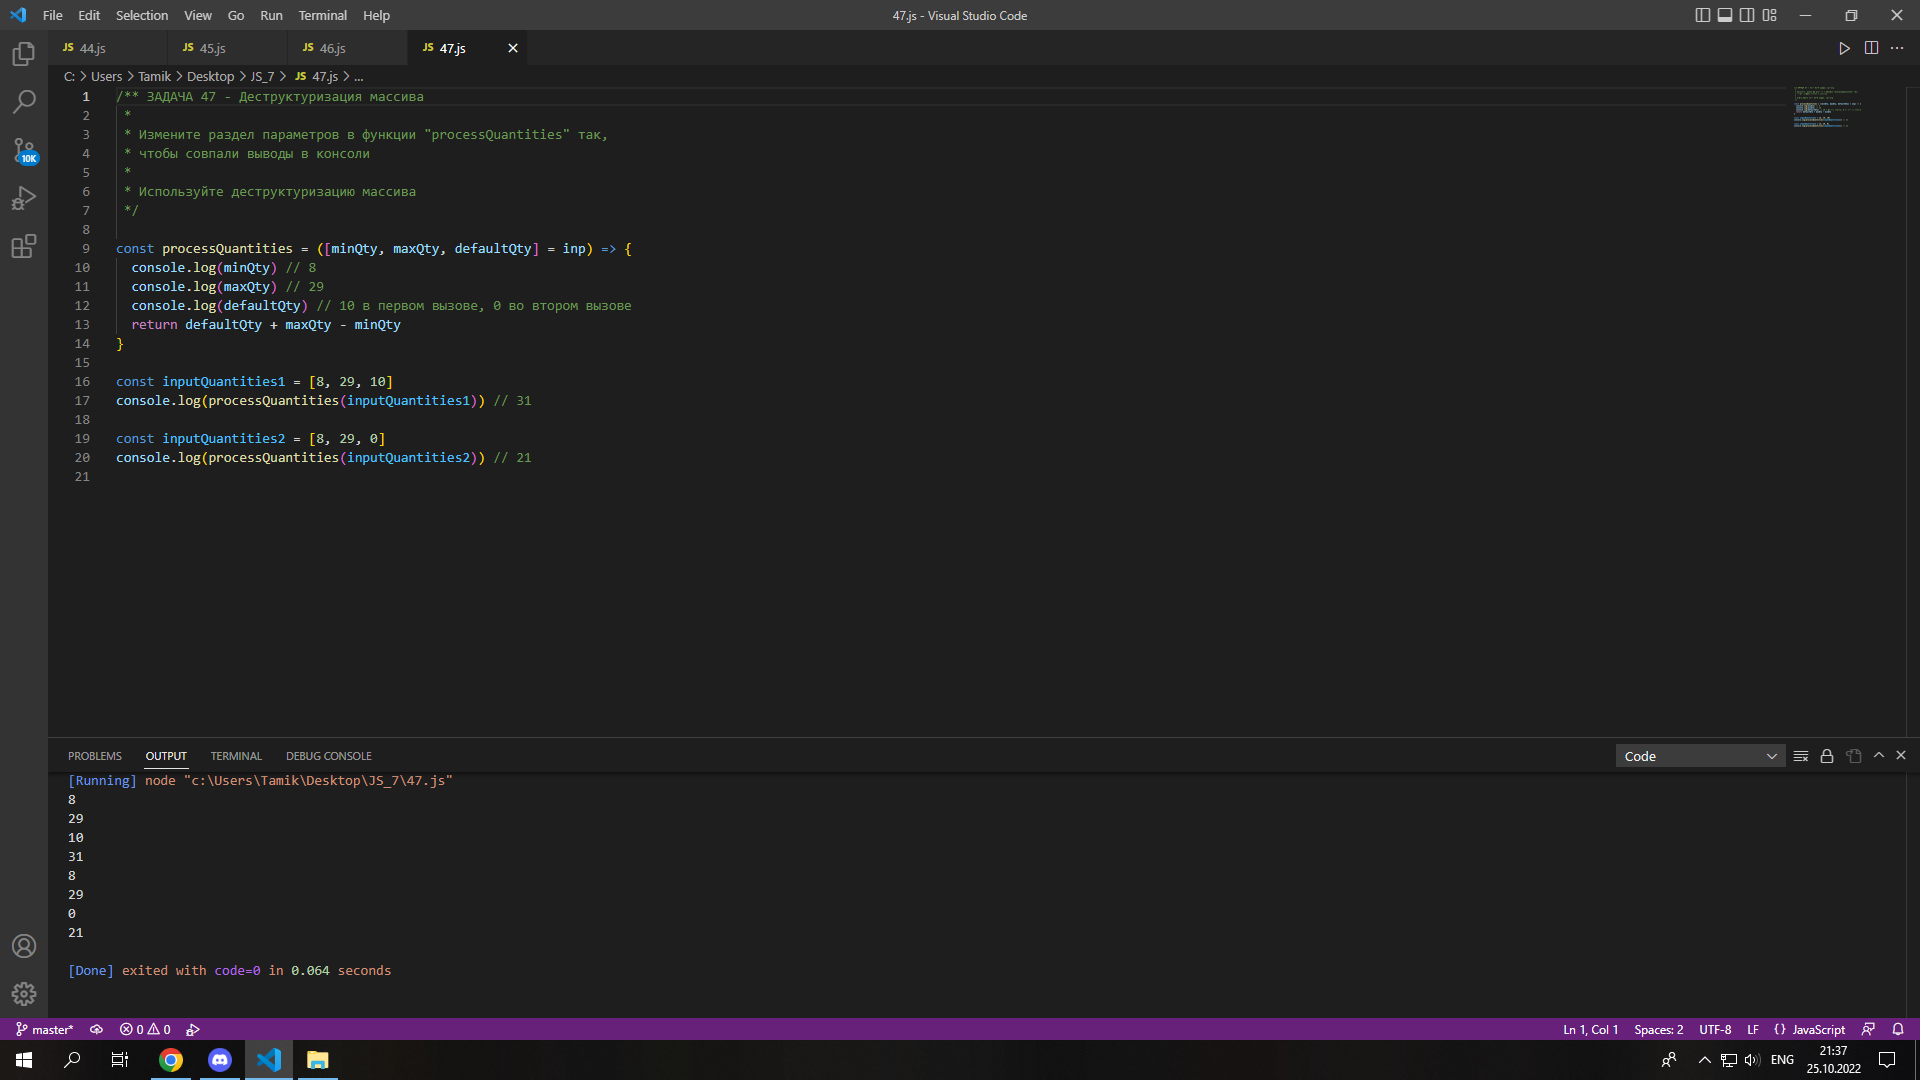 File Edit Selection View Go Run Terminal Help
47.js - Visual Studio Code
JS 44.js JS 45.js JS 46.js JS 47.js
C: > Users > Tamik > Desktop > JS_7 > JS 47.js > ...
1 /** ЗАДАЧА 47 - Деструктуризация массива
2 *
3 * Измените раздел параметров в функции "processQuantities" так,
4 * чтобы совпали выводы в консоли
5 *
6 * Используйте деструктуризацию массива
7 */
8
9 const processQuantities = ([minQty, maxQty, defaultQty] = inp) => {
10 console.log(minQty) // 8
11 console.log(maxQty) // 29
12 console.log(defaultQty) // 10 в первом вызове, 0 во втором вызове
13 return defaultQty + maxQty - minQty
14 }
15
16 const inputQuantities1 = [8, 29, 10]
17 console.log(processQuantities(inputQuantities1)) // 31
18
19 const inputQuantities2 = [8, 29, 0]
20 console.log(processQuantities(inputQuantities2)) // 21
21
10K
PROBLEMS OUTPUT TERMINAL DEBUG CONSOLE
Code
[Running] node "c:\Users\Tamik\Desktop\JS_7\47.js"
8
29
10
31
8
29
0
21
[Done] exited with code=0 in 0.064 seconds
master* 0 0
Ln 1, Col 1 Spaces: 2 UTF-8 LF {} JavaScript
ENG
21:37
25.10.2022